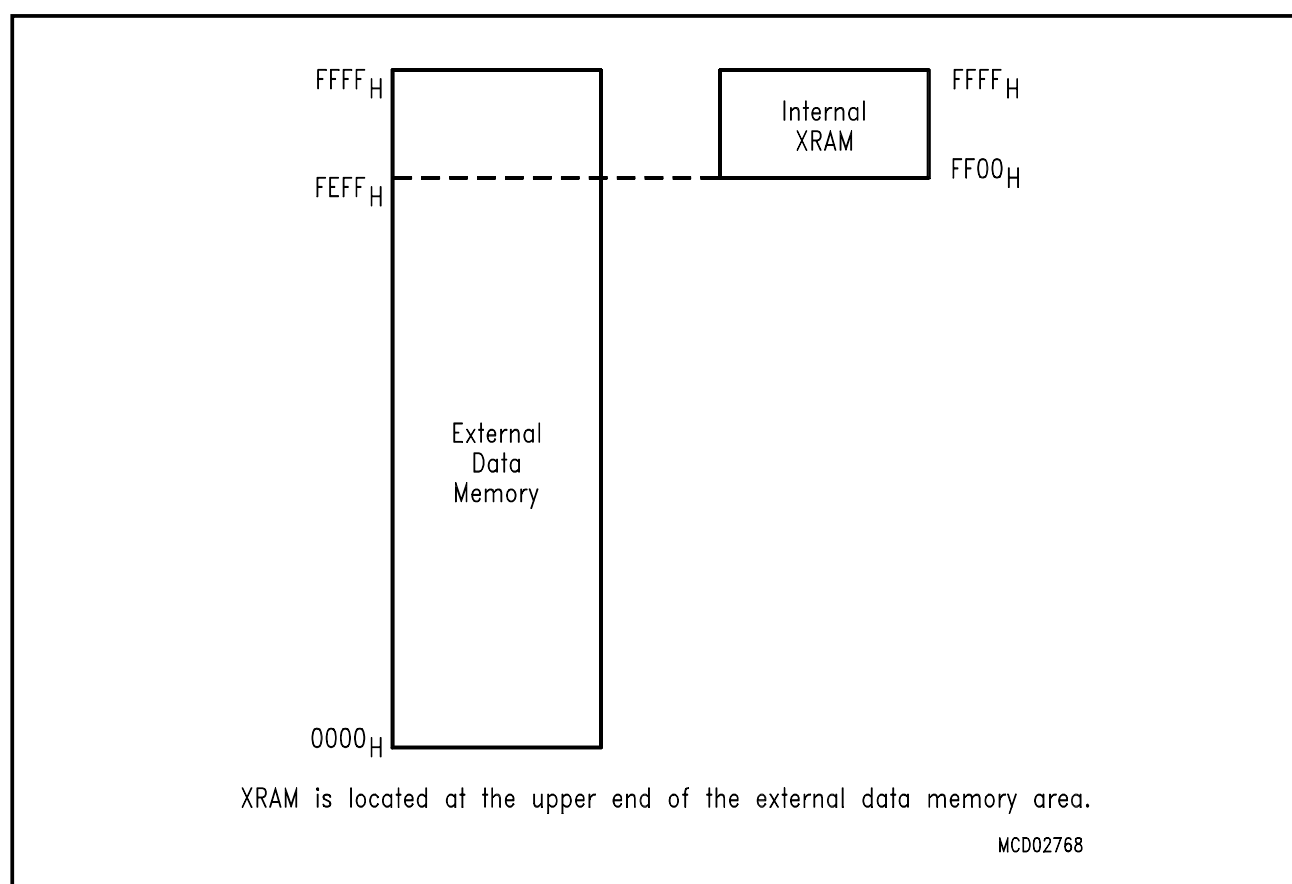 FFFFH
FFFFH
Internal
XRAM
FEFFH
FF00H
External
Data
Memory
0000H
XRAM is located at the upper end of the external data memory area.
MCD02768